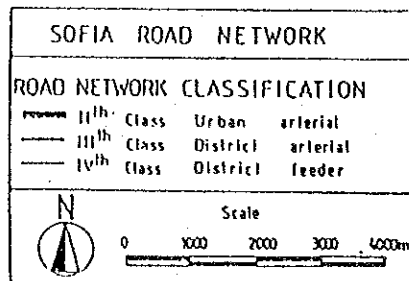 SOFIA ROAD NETWORK
ROAD NETWORK CLASSIFICATION
IIth Class Urban arterial
IIIth Class District arterial
IVth Class District feeder
N
Scale
0 1000 2000 3000 4000m